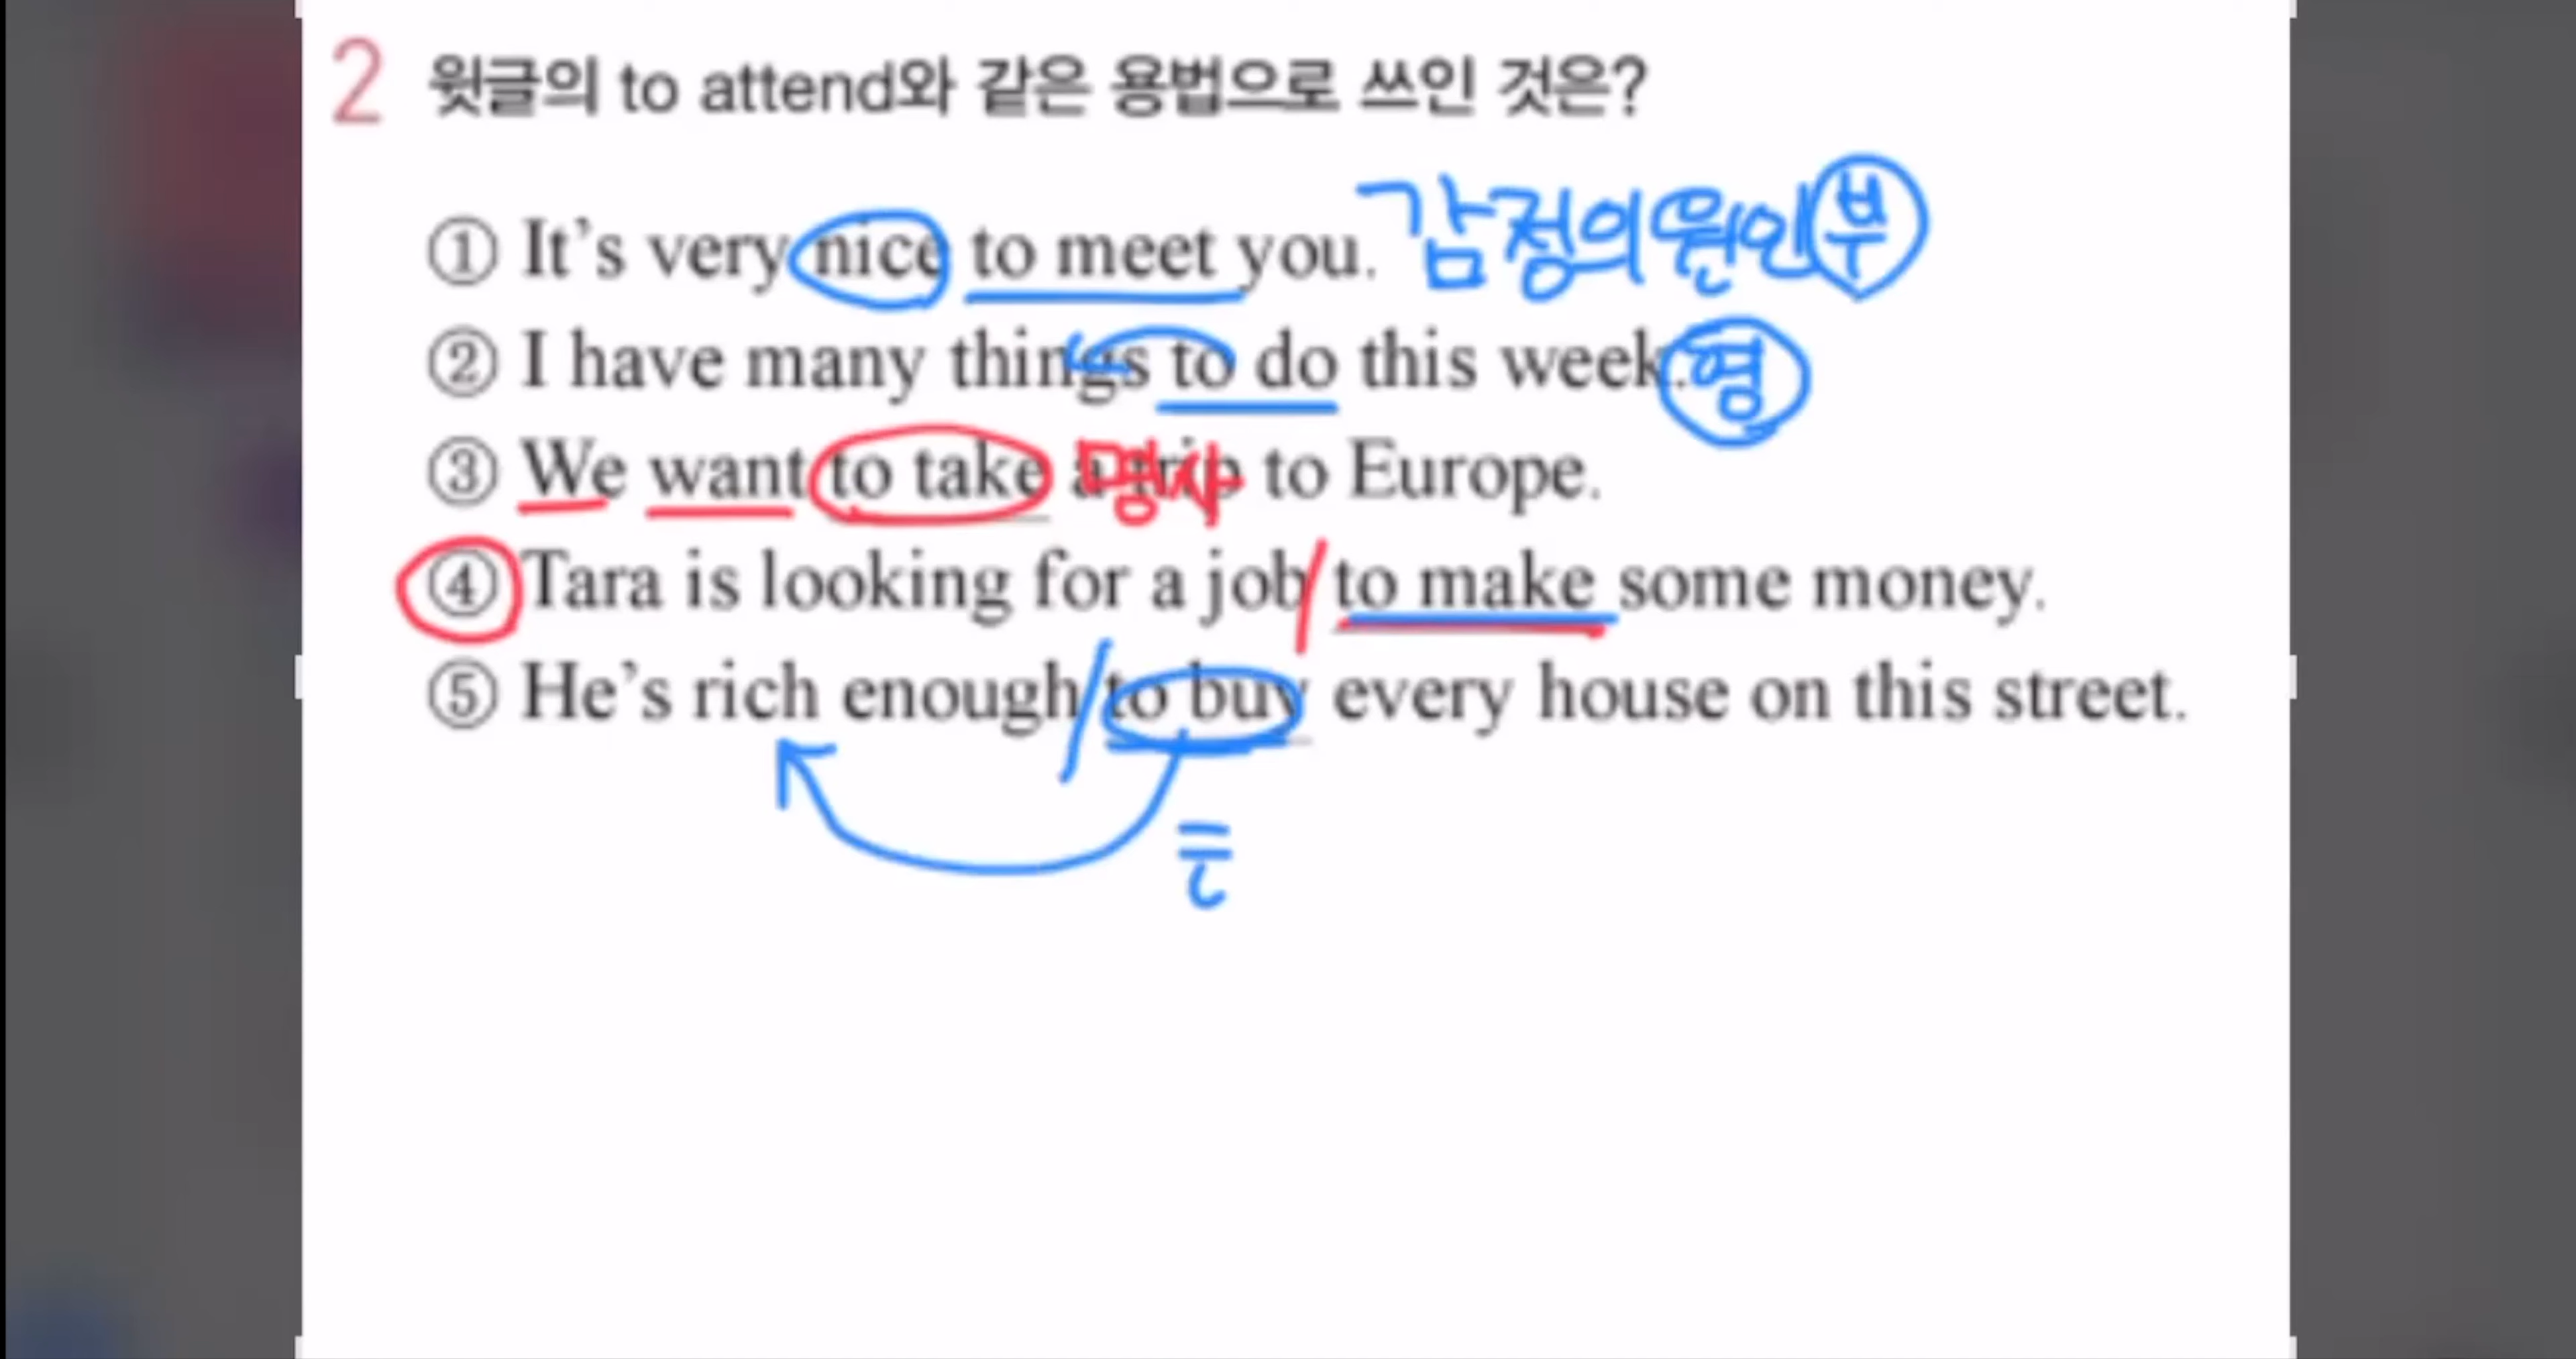 2 윗글의 to attend와 같은 용법으로 쓰인 것은?
① It's very nice to meet you. 감정의 원인 부
② I have many things to do this week. 형
③ We want to take a trip to Europe. 명사
④ Tara is looking for a job / to make some money.
⑤ He's rich enough / to buy every house on this street.